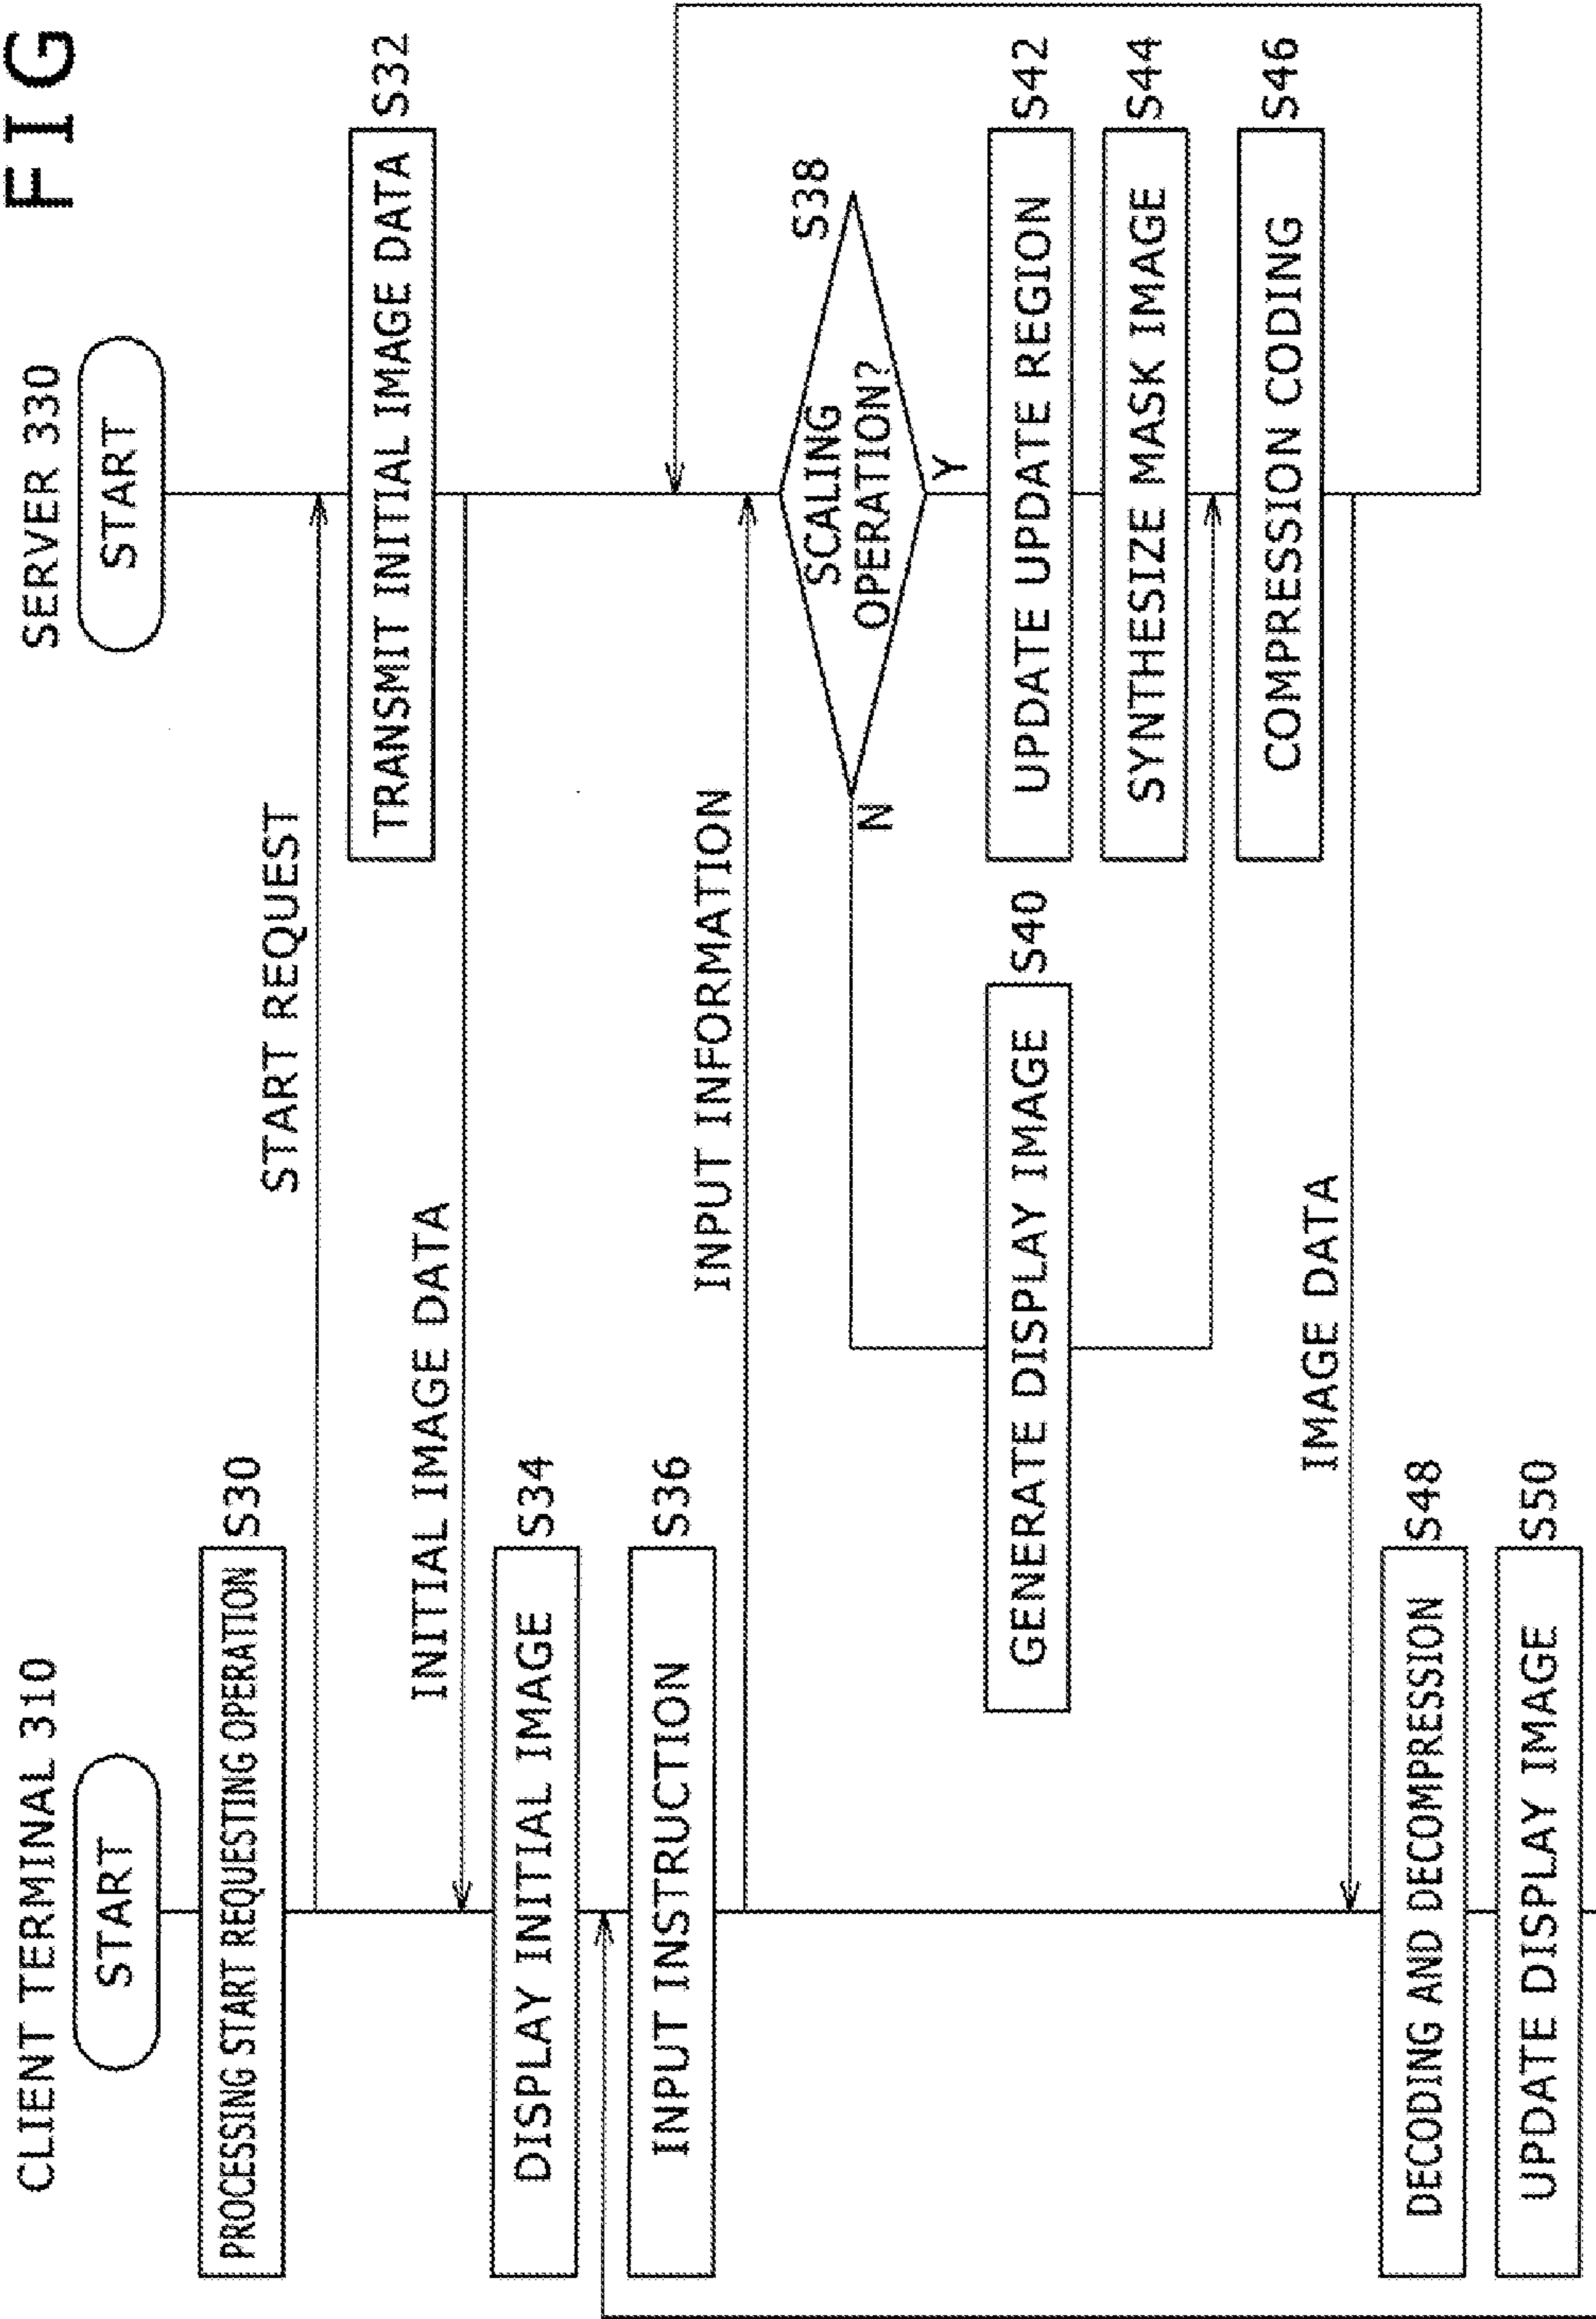 FIG
CLIENT TERMINAL 310
SERVER 330
START
START
PROCESSING START REQUESTING OPERATION
S30
START REQUEST
TRANSMIT INITIAL IMAGE DATA
S32
INITIAL IMAGE DATA
DISPLAY INITIAL IMAGE
S34
INPUT INSTRUCTION
S36
INPUT INFORMATION
SCALING
OPERATION?
S38
N
Y
GENERATE DISPLAY IMAGE
S40
UPDATE UPDATE REGION
S42
SYNTHESIZE MASK IMAGE
S44
COMPRESSION CODING
S46
IMAGE DATA
DECODING AND DECOMPRESSION
S48
UPDATE DISPLAY IMAGE
S50